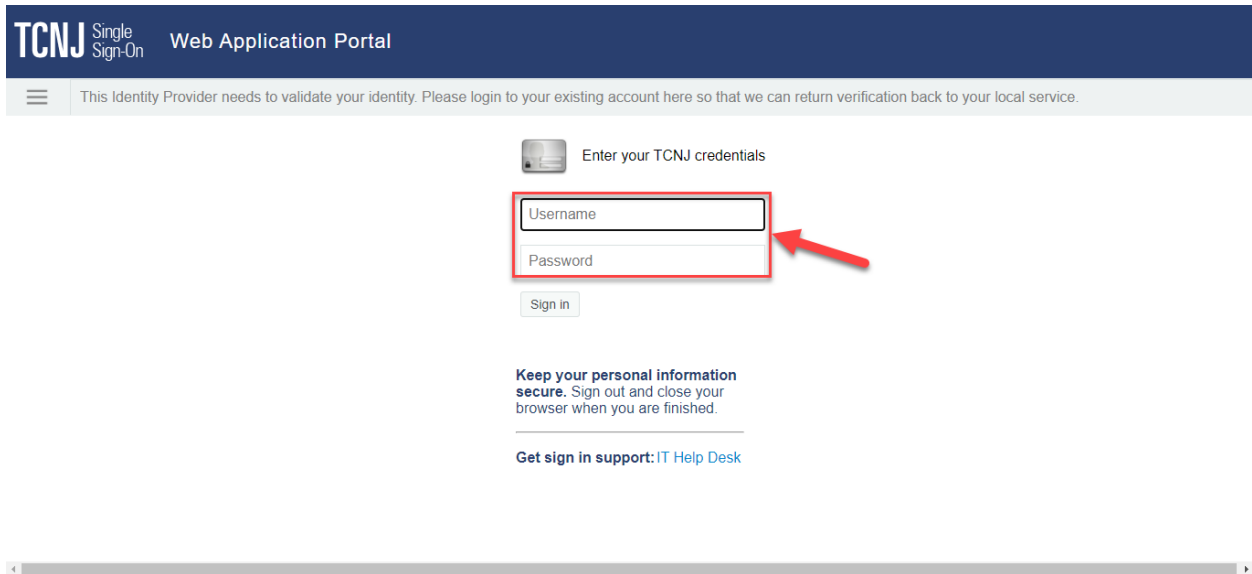 TCNJ Single Sign-On Web Application Portal
This Identity Provider needs to validate your identity. Please login to your existing account here so that we can return verification back to your local service.
Enter your TCNJ credentials
Username
Password
Sign in
Keep your personal information
secure. Sign out and close your
browser when you are finished.
Get sign in support: IT Help Desk